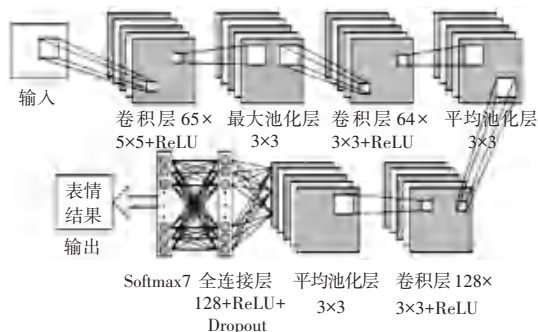 输入
卷积层 65×
5×5+ReLU
最大池化层
3×3
卷积层 64×
3×3+ReLU
平均池化层
3×3
表情
结果
输出
Softmax7
全连接层
128+ReLU+
Dropout
平均池化层
3×3
卷积层 128×
3×3+ReLU